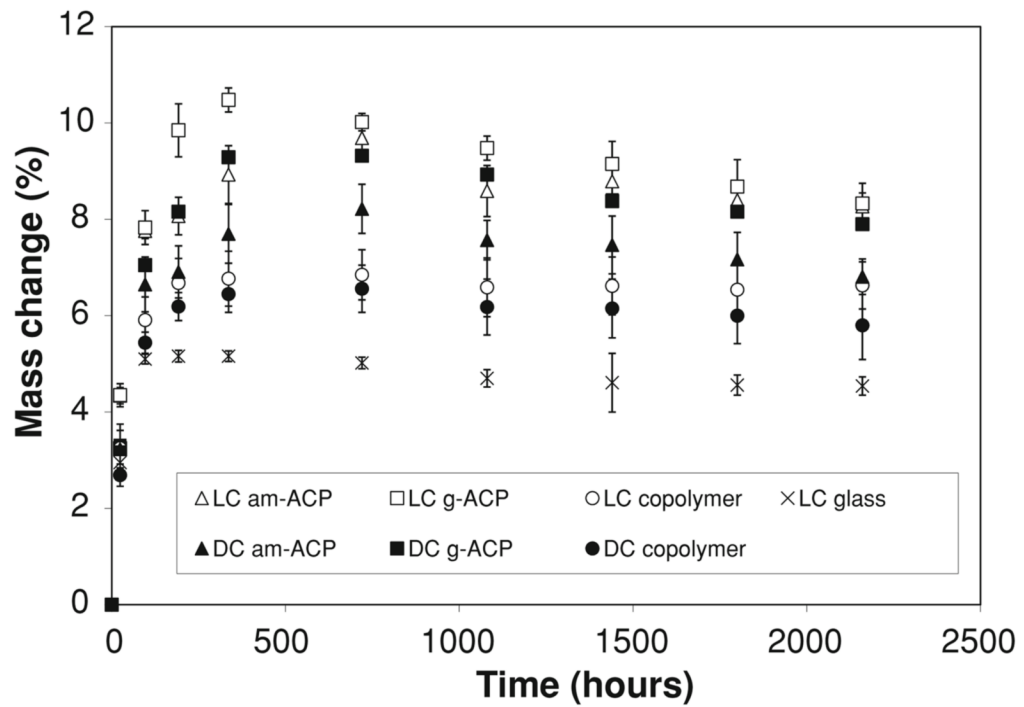 12
10
8
6
4
2
0
Mass change (%)
LC am-ACP LC g-ACP LC copolymer LC glass
DC am-ACP DC g-ACP DC copolymer
0 500 1000 1500 2000 2500
Time (hours)